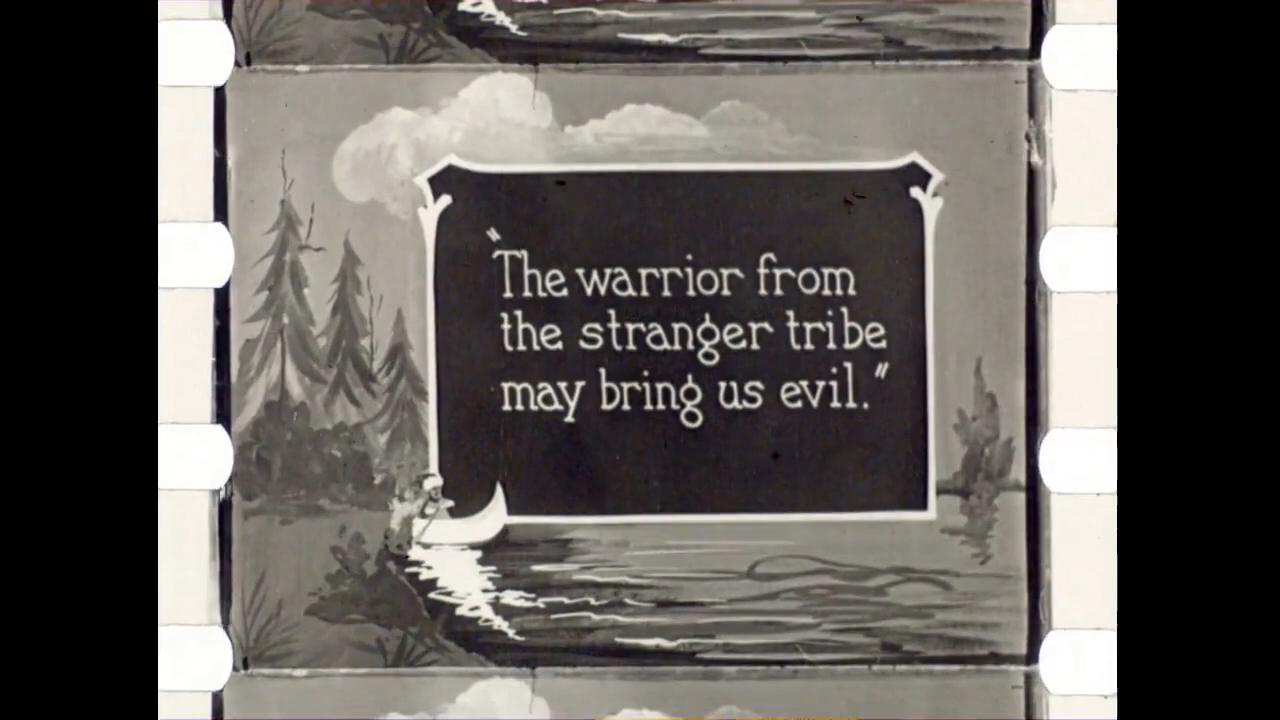 "The warrior from
the stranger tribe
may bring us evil."